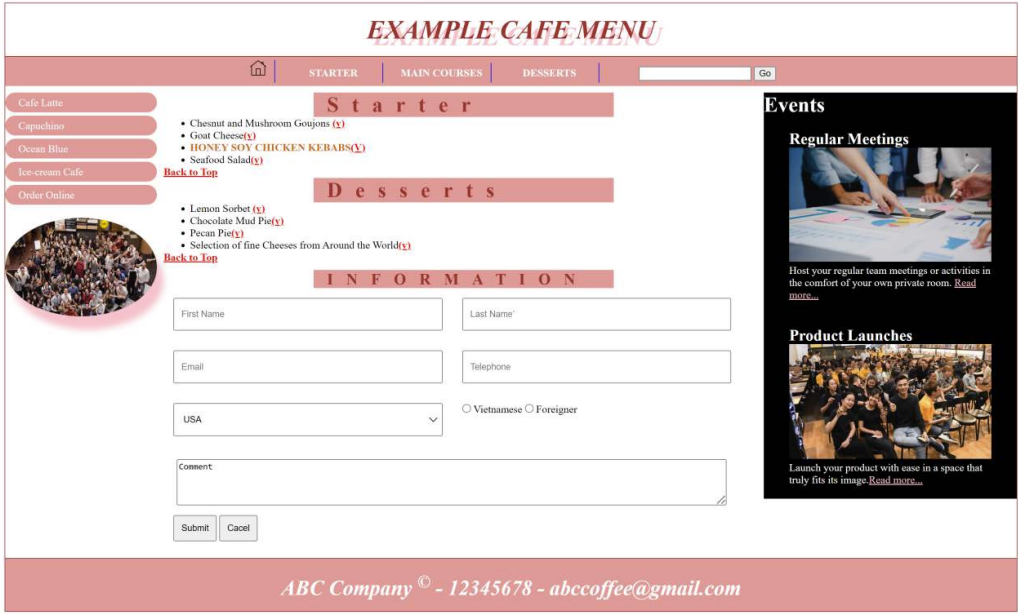 EXAMPLE CAFE MENU
STARTER
MAIN COURSES
DESSERTS
Go
Cafe Latte
Capuchino
Ocean Blue
Ice-cream Cafe
Order Online
Starter
Chesnut and Mushroom Goujons (v)
Goat Cheese(v)
HONEY SOY CHICKEN KEBABS(V)
Seafood Salad(v)
Back to Top
Desserts
Lemon Sorbet (v)
Chocolate Mud Pie(v)
Pecan Pie(v)
Selection of fine Cheeses from Around the World(v)
Back to Top
INFORMATION
First Name
Last Name`
Email
Telephone
USA
Vietnamese Foreigner
Comment
Submit
Cacel
Events
Regular Meetings
Host your regular team meetings or activities in
the comfort of your own private room. Read
more...
Product Launches
Launch your product with ease in a space that
truly fits its image.Read more...
ABC Company © - 12345678 - abccoffee@gmail.com